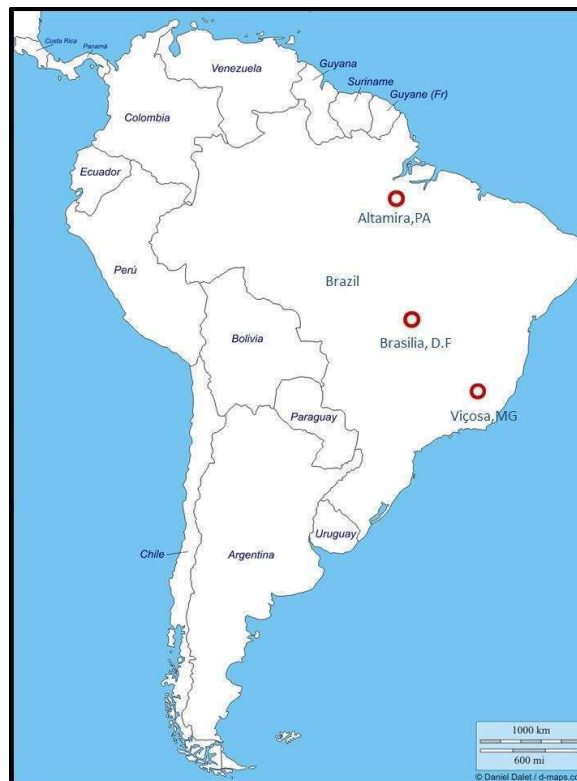 Costa Rica
Panamá
Venezuela
Guyana
Suriname
Guyane (Fr)
Colombia
Ecuador
Altamira,PA
Perú
Brazil
Brasilia, D.F
Bolivia
Viçosa,MG
Paraguay
Uruguay
Chile
Argentina
1000 km
600 mi
© Daniel Dalet / d-maps.co